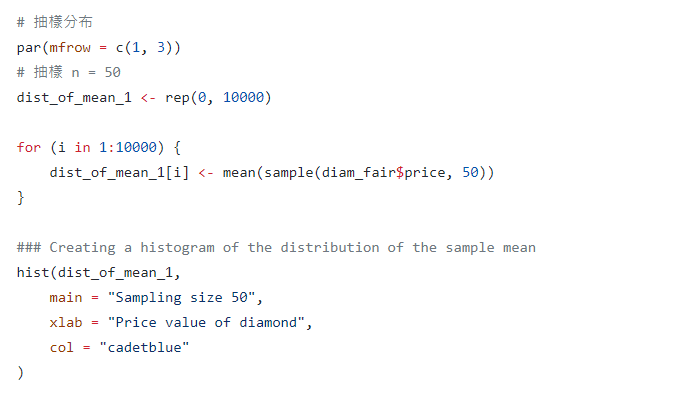 # 抽樣分布
par(mfrow = c(1, 3))
# 抽樣 n = 50
dist_of_mean_1 <- rep(0, 10000)

for (i in 1:10000) {
    dist_of_mean_1[i] <- mean(sample(diam_fair$price, 50))
}

### Creating a histogram of the distribution of the sample mean
hist(dist_of_mean_1,
    main = "Sampling size 50",
    xlab = "Price value of diamond",
    col = "cadetblue"
)